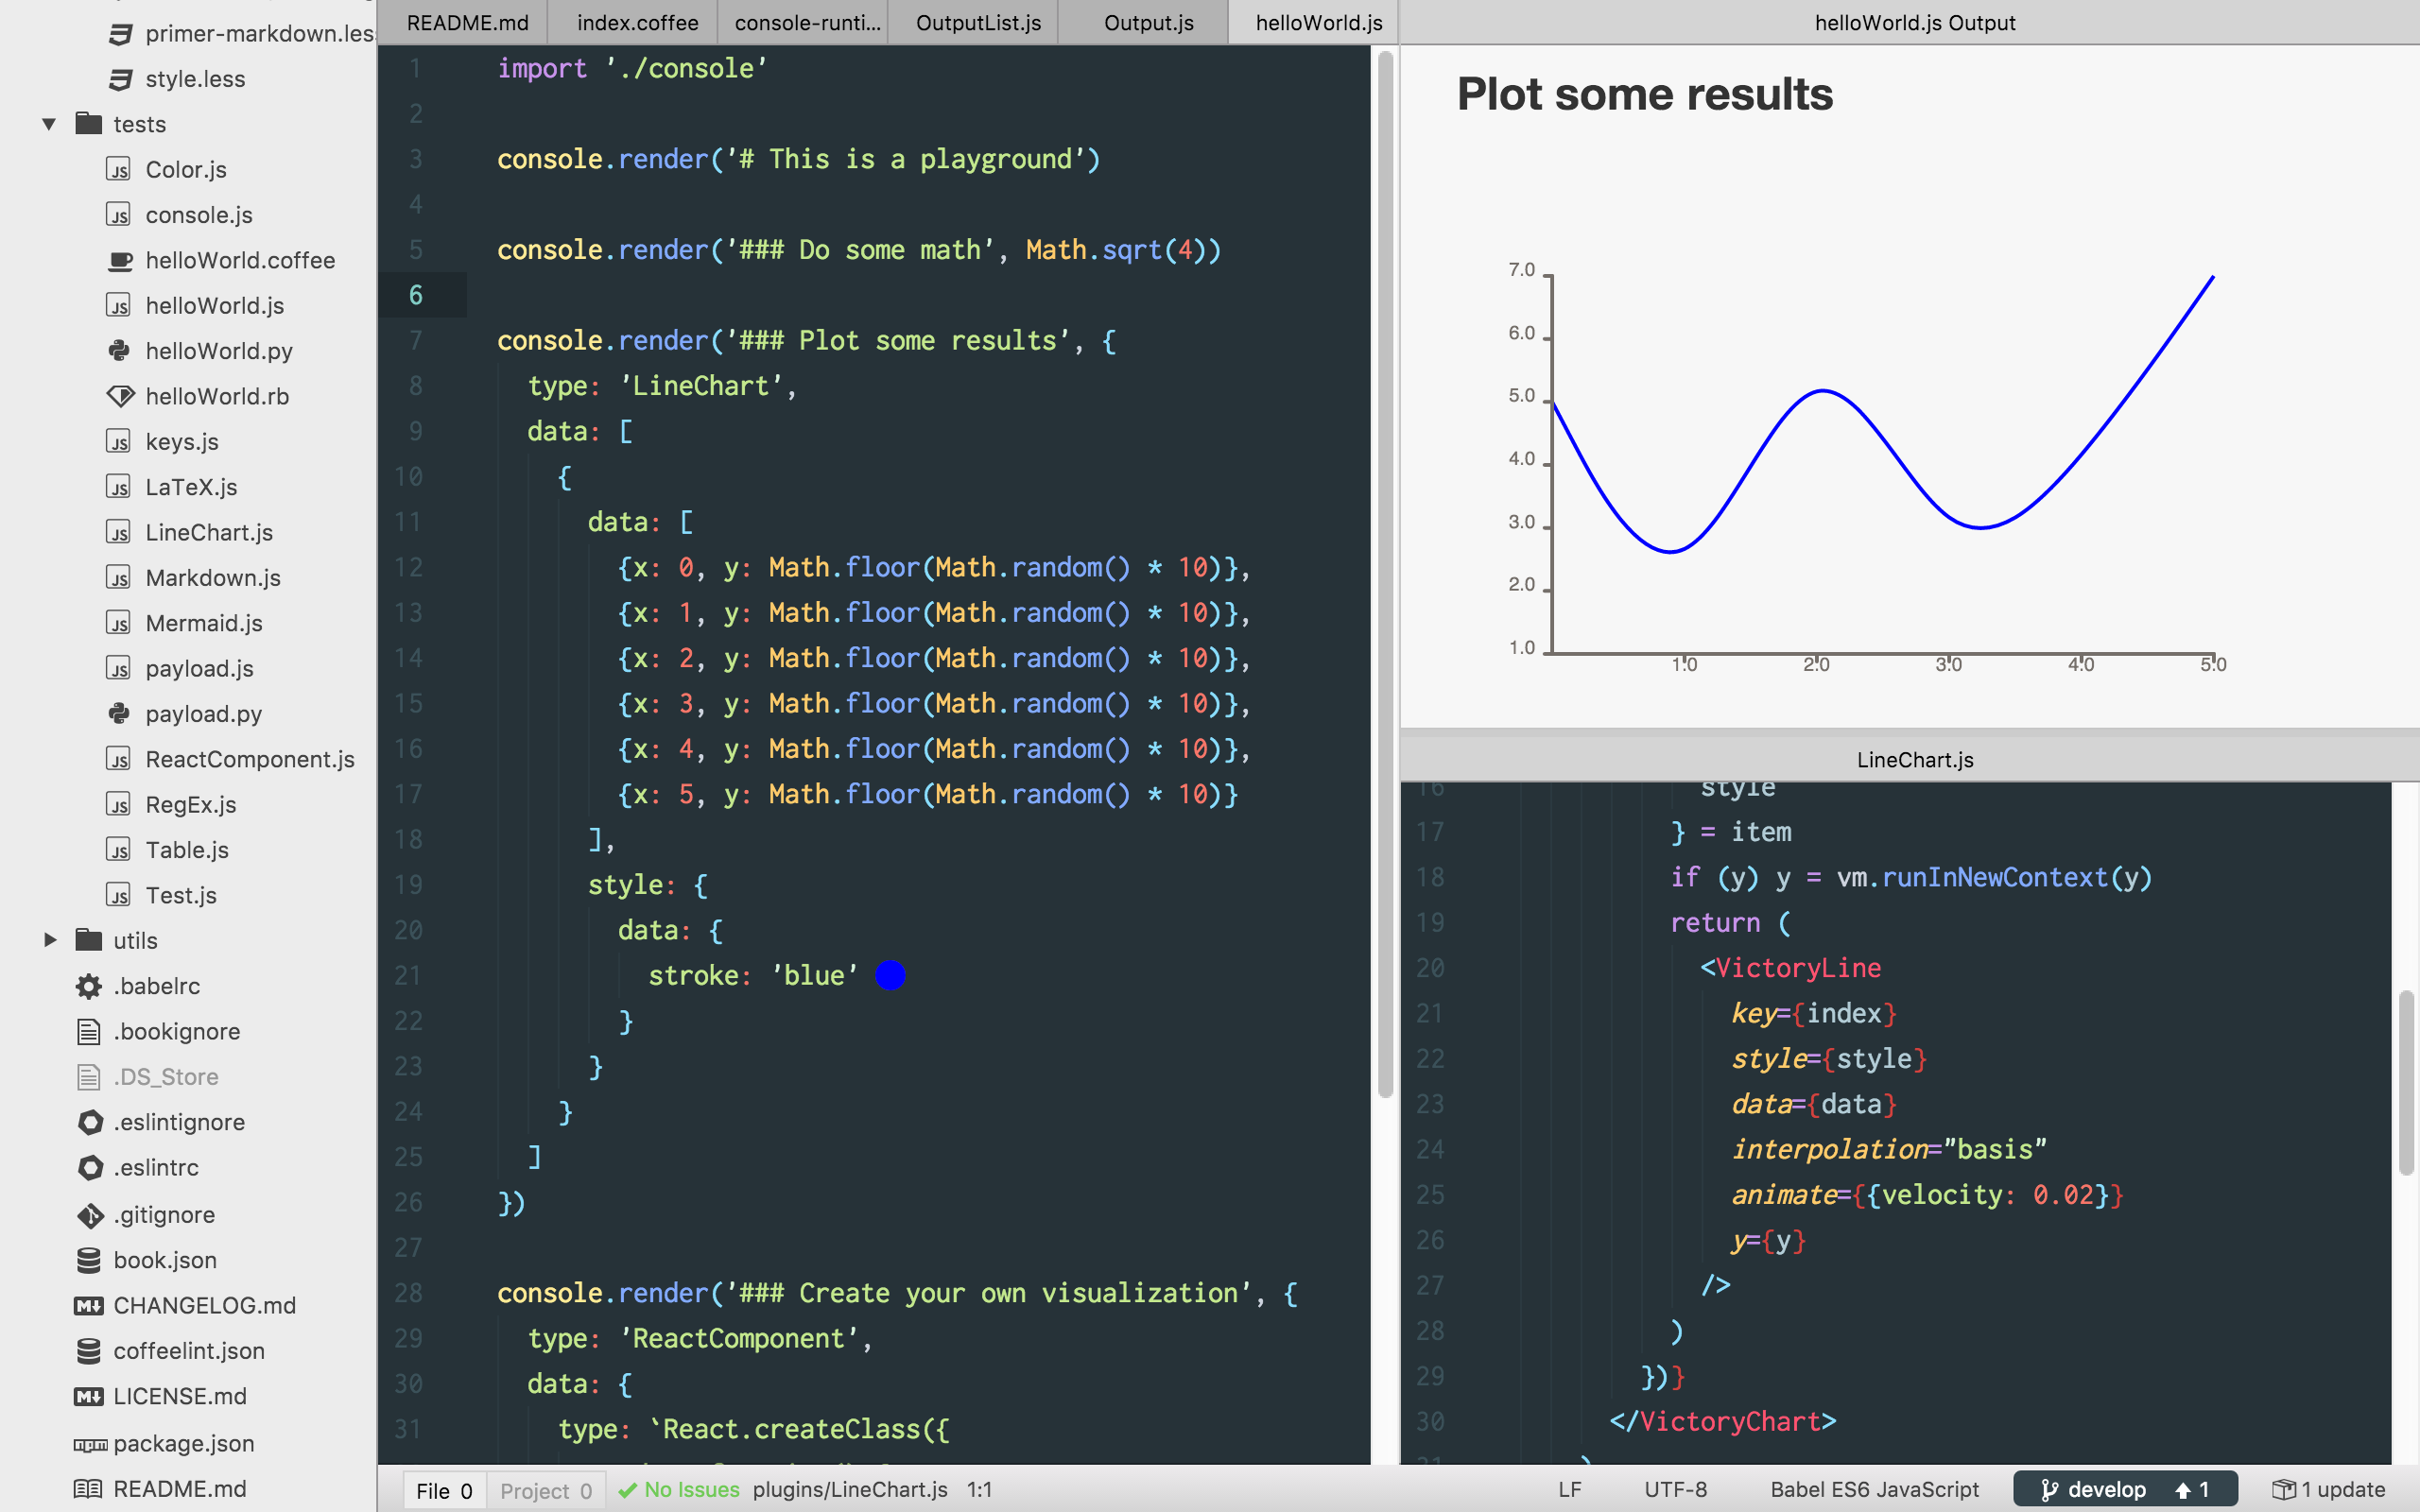 primer-markdown.les
style.less
tests
Color.js
console.js
helloWorld.coffee
helloWorld.js
helloWorld.py
helloWorld.rb
keys.js
LaTeX.js
LineChart.js
Markdown.js
Mermaid.js
payload.js
payload.py
ReactComponent.js
RegEx.js
Table.js
Test.js
utils
.babelrc
.bookignore
.DS_Store
.eslintignore
.eslintrc
.gitignore
book.json
CHANGELOG.md
coffeelint.json
LICENSE.md
package.json
README.md
README.md index.coffee console-runti... OutputList.js Output.js helloWorld.js
1 import './console'
2
3 console.render('# This is a playground')
4
5 console.render('### Do some math', Math.sqrt(4))
6
7 console.render('### Plot some results', {
8 type: 'LineChart',
9 data: [
10 {
11 data: [
12 {x: 0, y: Math.floor(Math.random() * 10)},
13 {x: 1, y: Math.floor(Math.random() * 10)},
14 {x: 2, y: Math.floor(Math.random() * 10)},
15 {x: 3, y: Math.floor(Math.random() * 10)},
16 {x: 4, y: Math.floor(Math.random() * 10)},
17 {x: 5, y: Math.floor(Math.random() * 10)}
18 ],
19 style: {
20 data: {
21 stroke: 'blue'
22 }
23 }
24 }
25 ]
26 })
27
28 console.render('### Create your own visualization', {
29 type: 'ReactComponent',
30 data: {
31 type: `React.createClass({
helloWorld.js Output
Plot some results
7.0
6.0
5.0
4.0
3.0
2.0
1.0
1.0 2.0 3.0 4.0 5.0
LineChart.js
16 style
17 } = item
18 if (y) y = vm.runInNewContext(y)
19 return (
20 <VictoryLine
21 key={index}
22 style={style}
23 data={data}
24 interpolation="basis"
25 animate={{velocity: 0.02}}
26 y={y}
27 />
28 )
29 })}
30 </VictoryChart>
31 )
File 0 Project 0 No Issues plugins/LineChart.js 1:1 LF UTF-8 Babel ES6 JavaScript develop 1 1 update